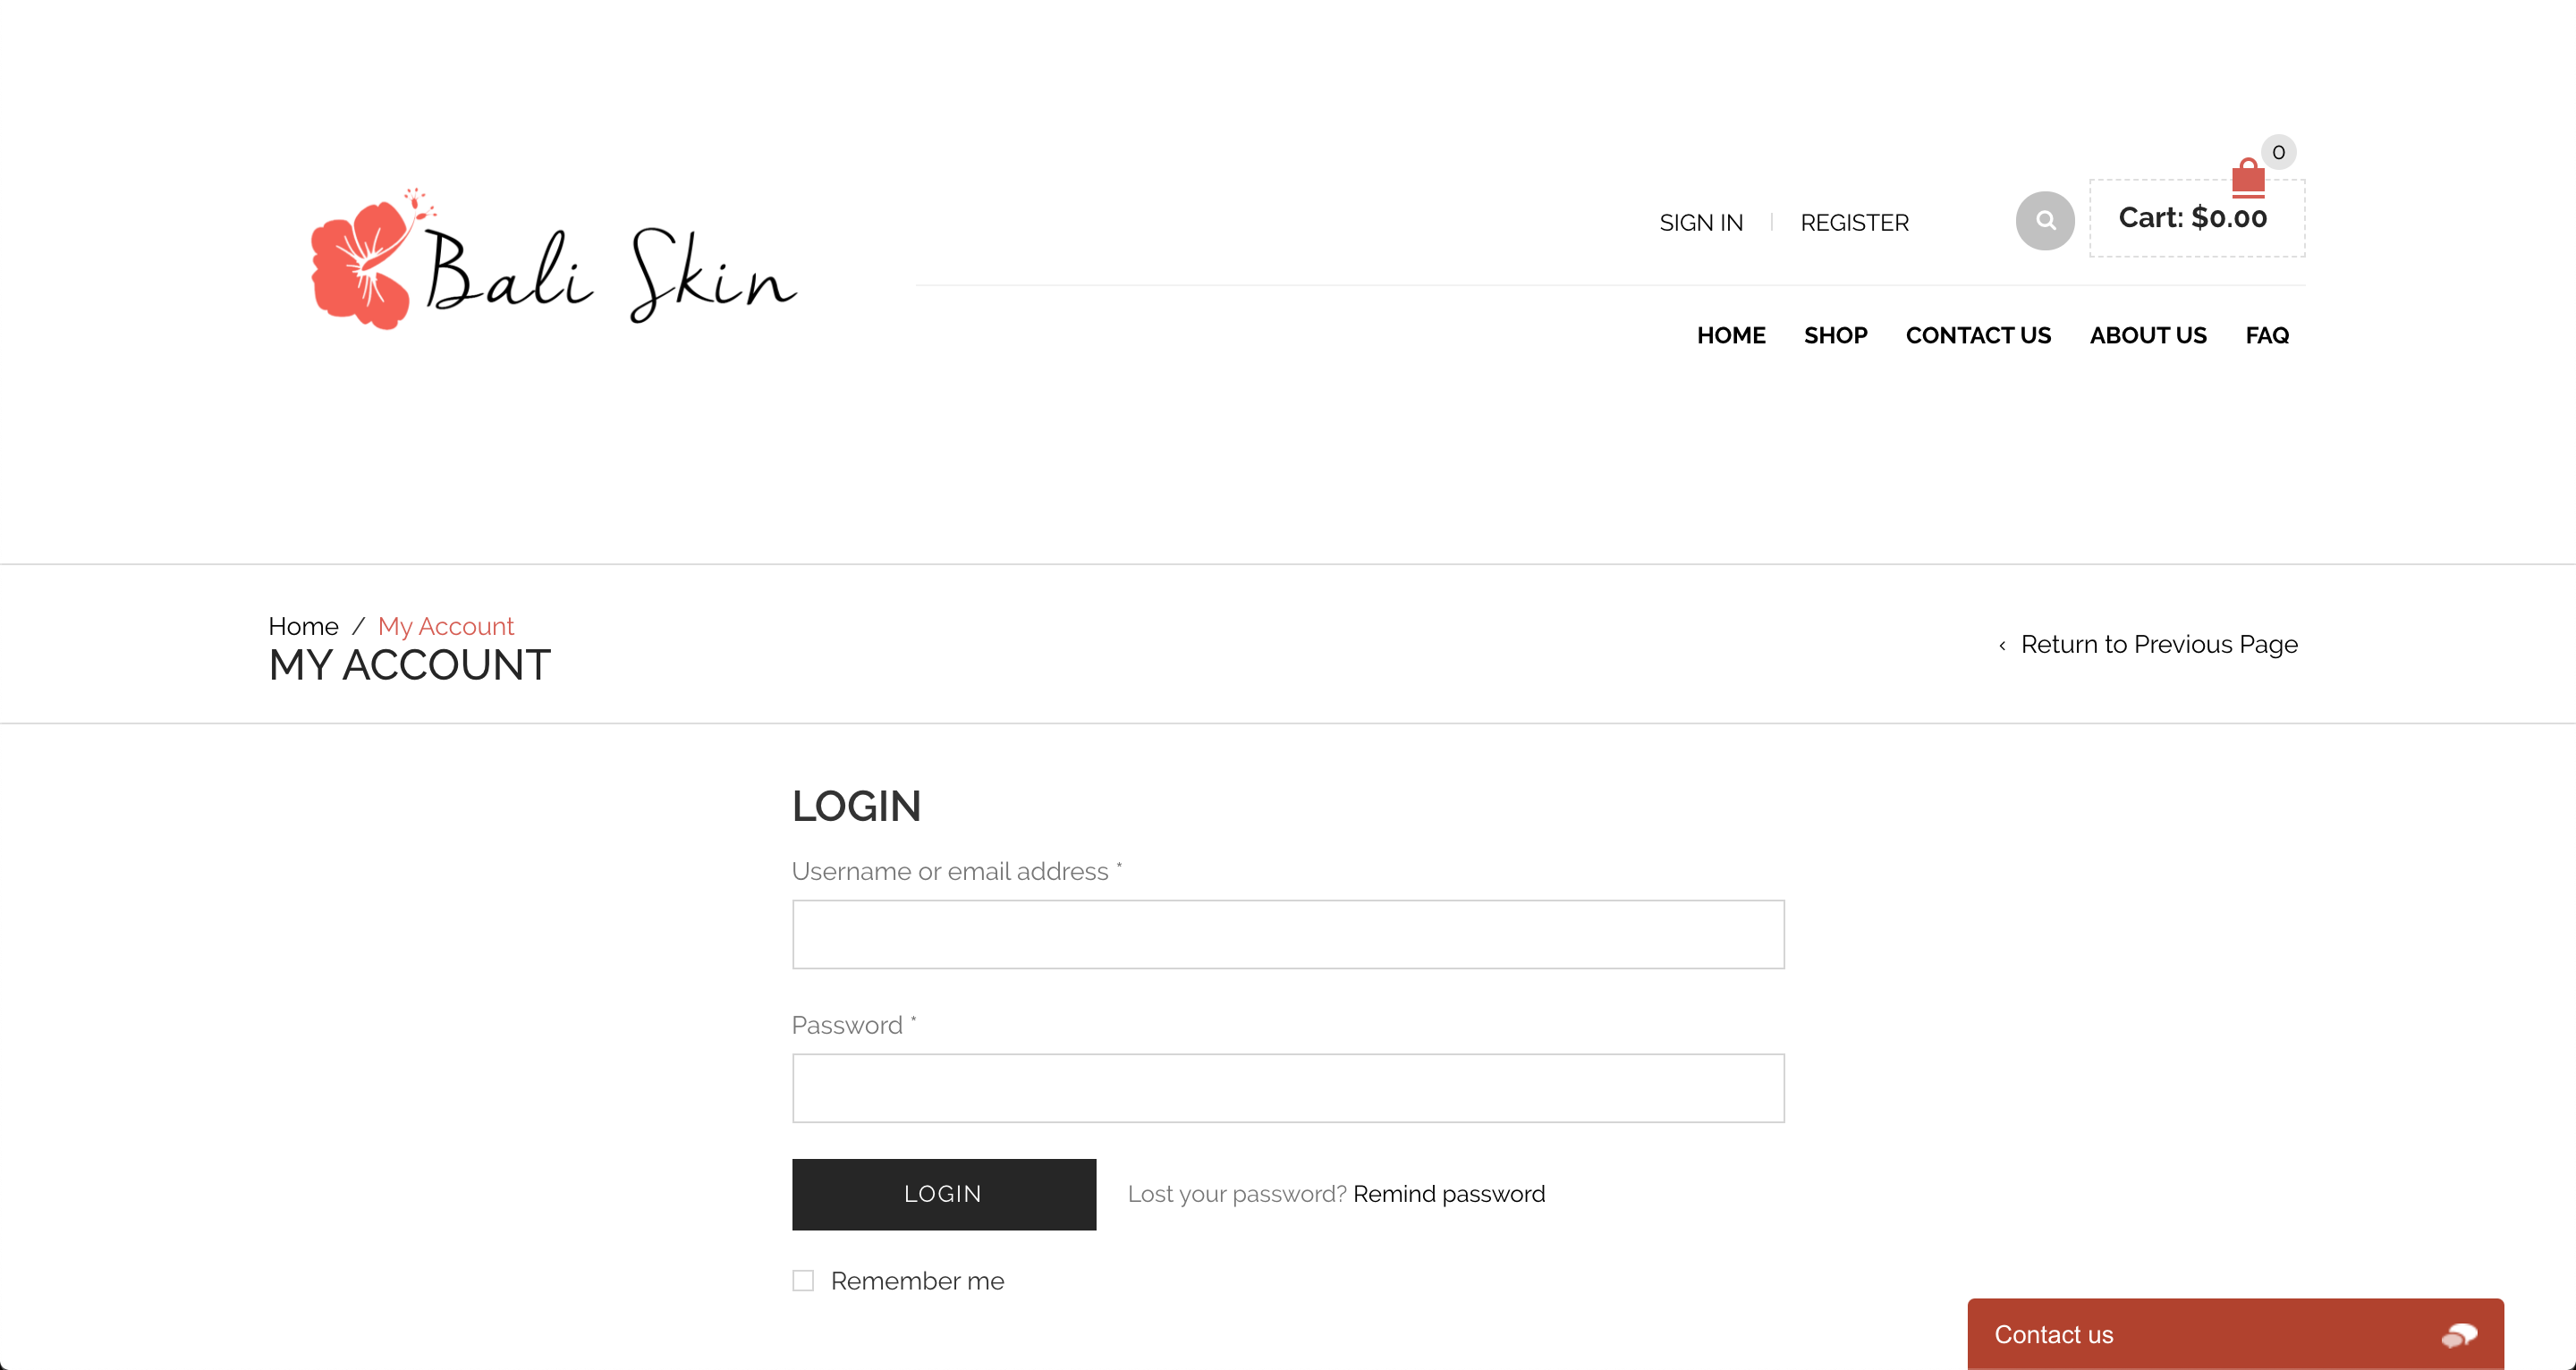 Bali Skin
SIGN IN
REGISTER
0
Cart: $0.00
HOME SHOP CONTACT US ABOUT US FAQ
Home / My Account
MY ACCOUNT
‹ Return to Previous Page
LOGIN
Username or email address *
Password *
LOGIN
Lost your password? Remind password
Remember me
Contact us